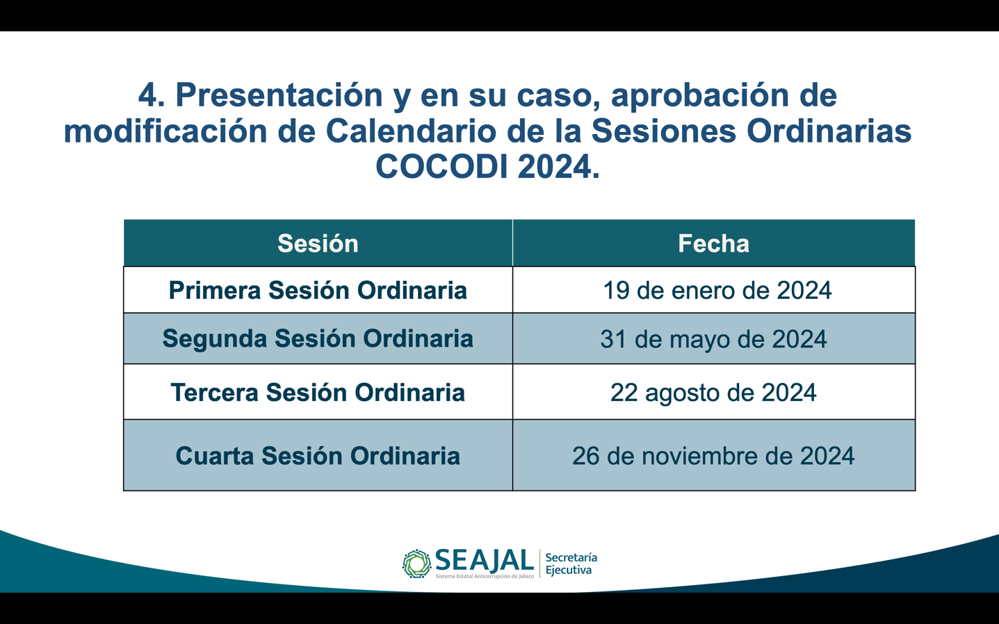 4. Presentación y en su caso, aprobación de
modificación de Calendario de la Sesiones Ordinarias
COCODI 2024.
Sesión Fecha
Primera Sesión Ordinaria 19 de enero de 2024
Segunda Sesión Ordinaria 31 de mayo de 2024
Tercera Sesión Ordinaria 22 agosto de 2024
Cuarta Sesión Ordinaria 26 de noviembre de 2024
SEAJAL
Sistema Estatal Anticorrupción de Jalisco
Secretaría
Ejecutiva